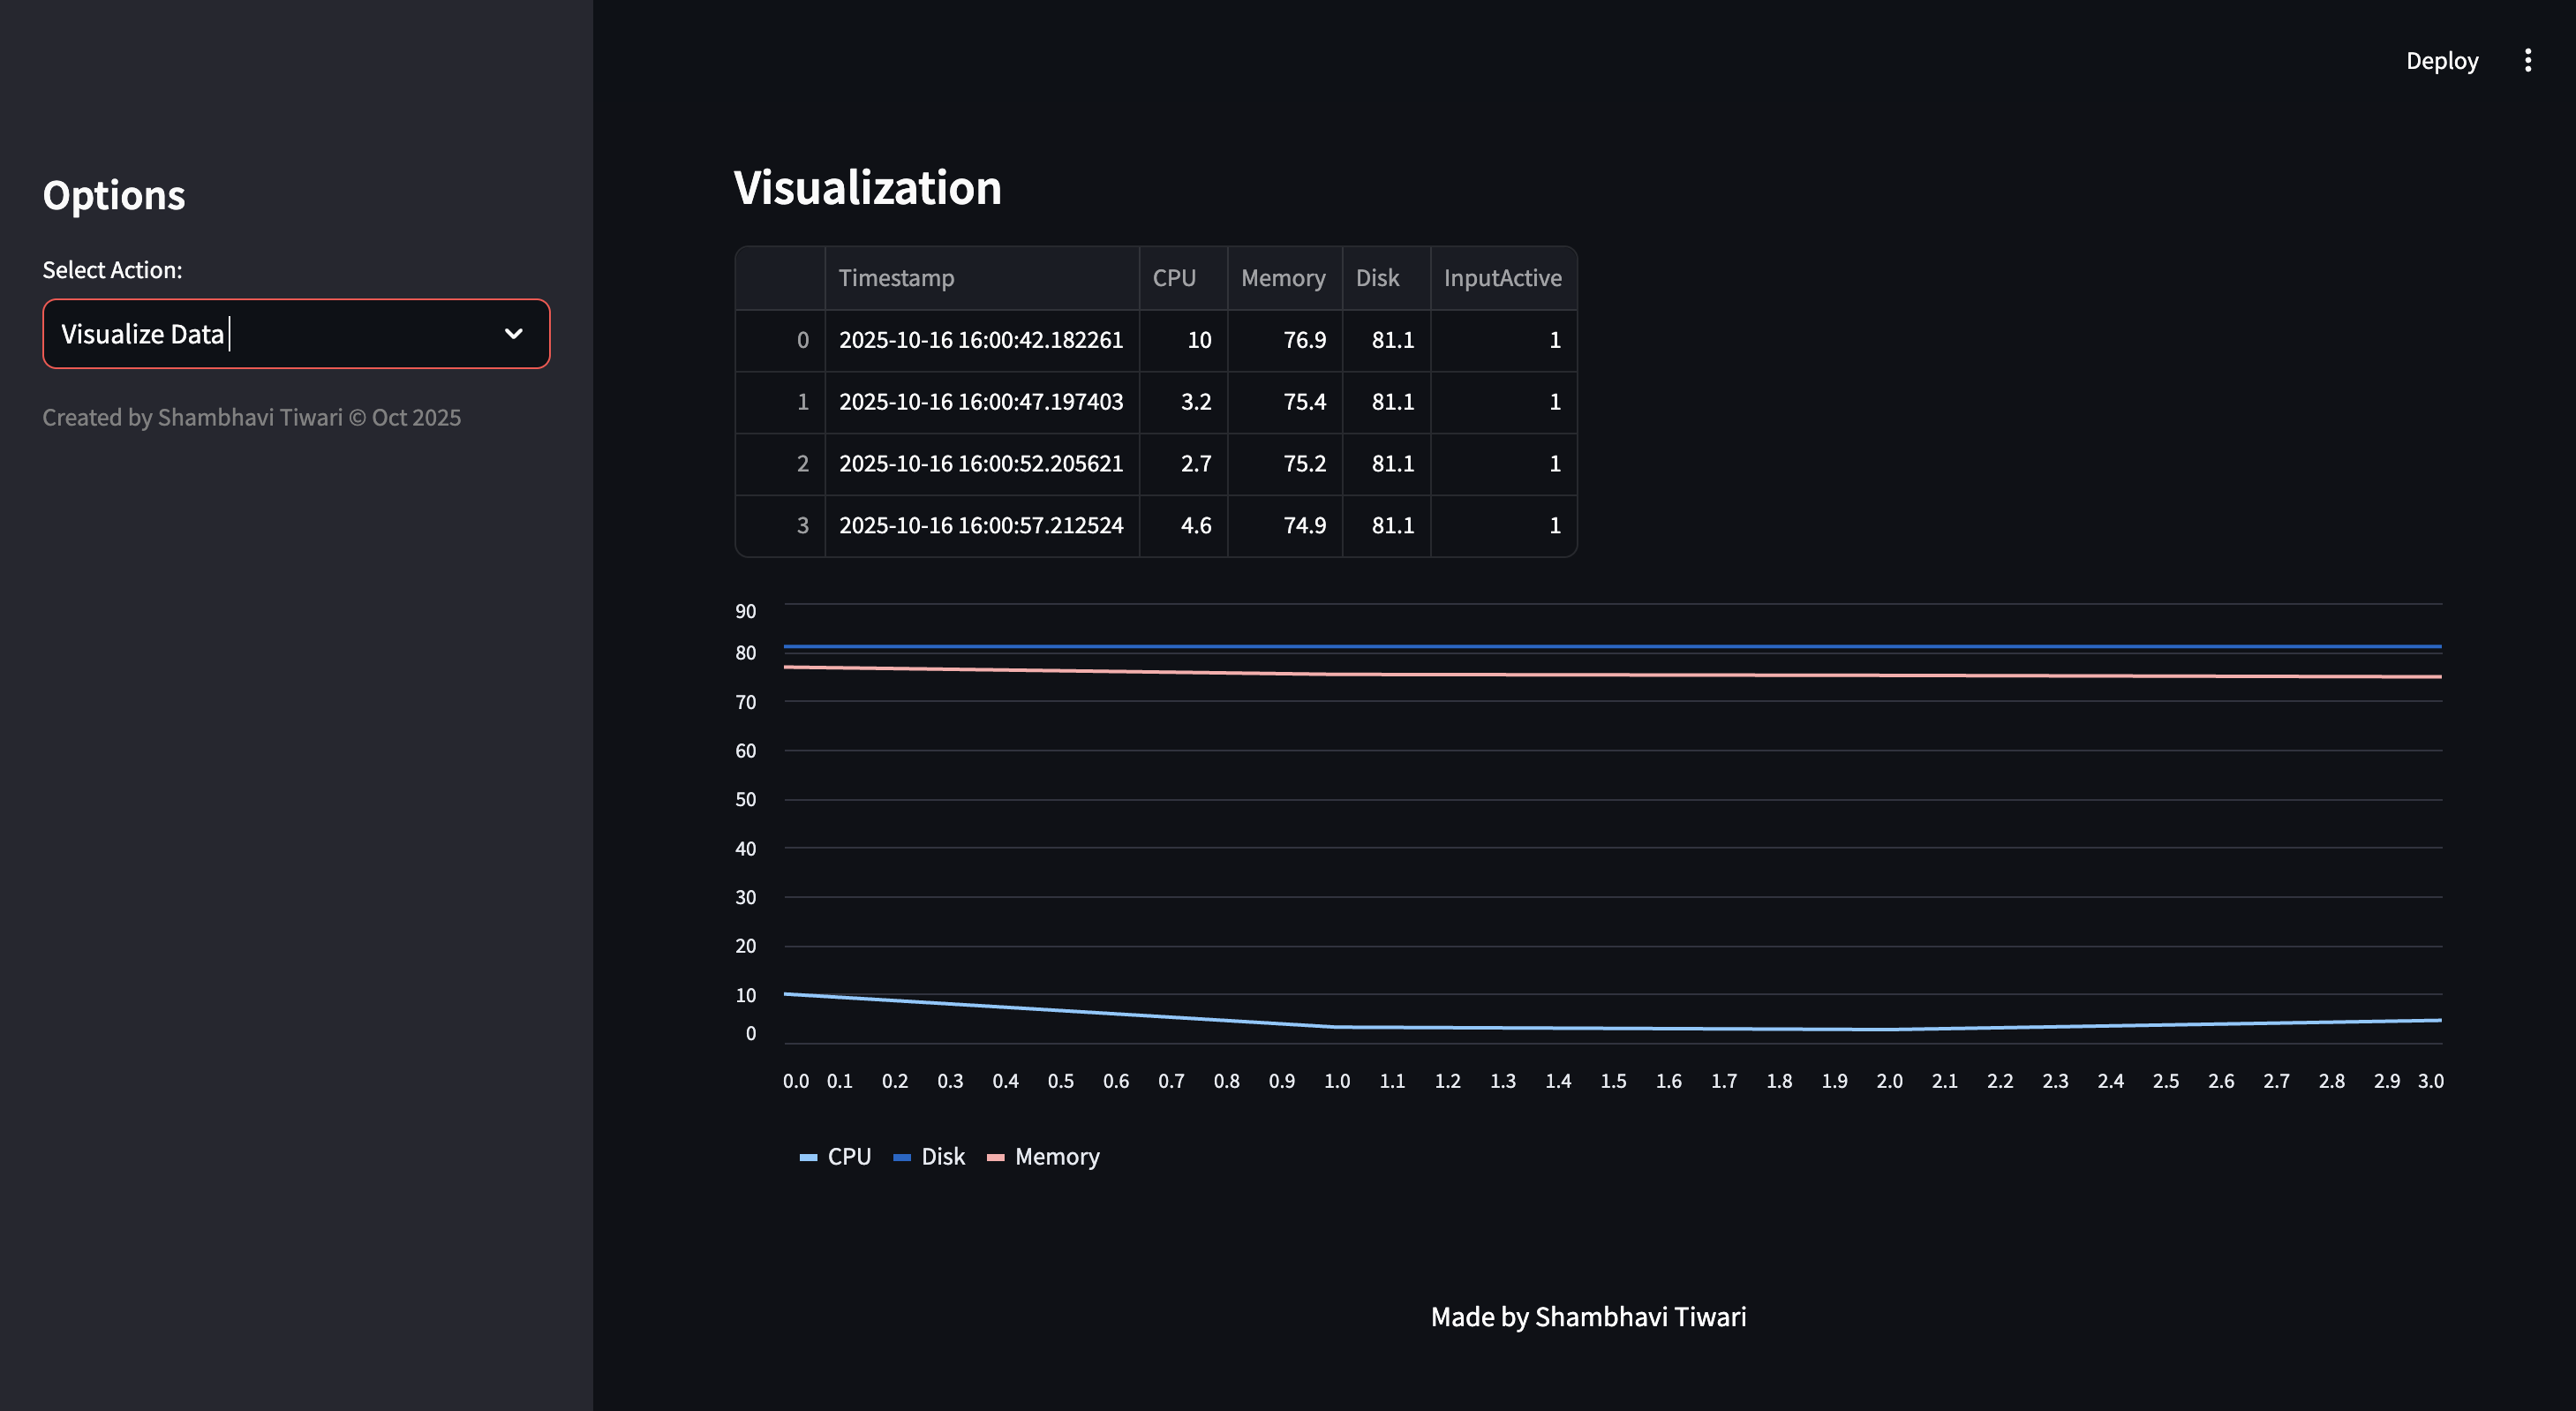 Deploy
Options
Select Action:
Visualize Data
Created by Shambhavi Tiwari © Oct 2025
Visualization
Timestamp CPU Memory Disk InputActive
0 2025-10-16 16:00:42.182261 10 76.9 81.1 1
1 2025-10-16 16:00:47.197403 3.2 75.4 81.1 1
2 2025-10-16 16:00:52.205621 2.7 75.2 81.1 1
3 2025-10-16 16:00:57.212524 4.6 74.9 81.1 1
90
80
70
60
50
40
30
20
10
0
0.0 0.1 0.2 0.3 0.4 0.5 0.6 0.7 0.8 0.9 1.0 1.1 1.2 1.3 1.4 1.5 1.6 1.7 1.8 1.9 2.0 2.1 2.2 2.3 2.4 2.5 2.6 2.7 2.8 2.9 3.0
CPU Disk Memory
Made by Shambhavi Tiwari